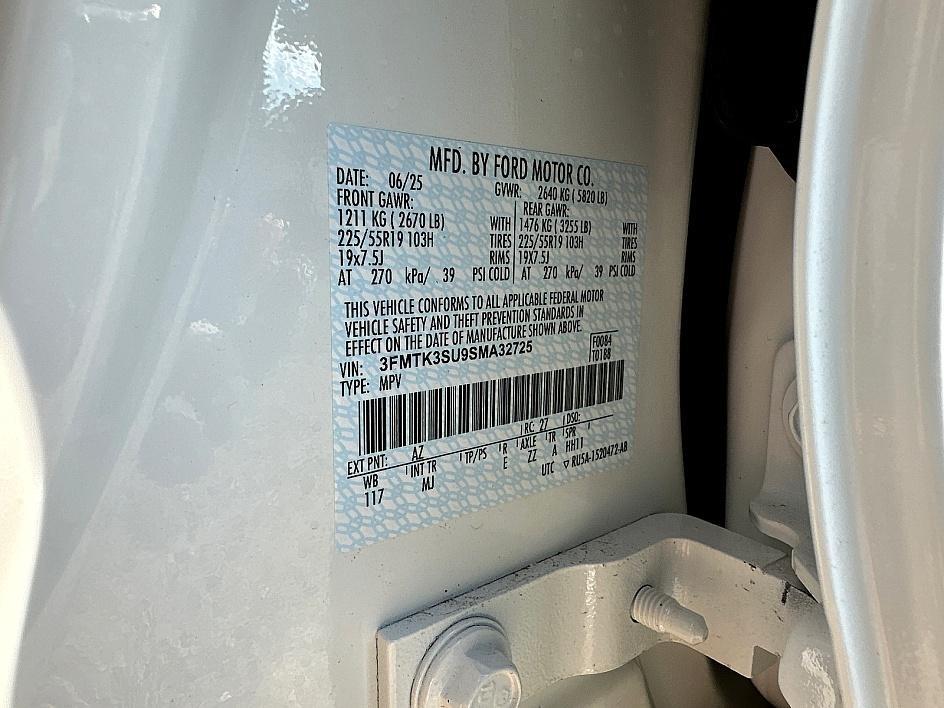 MFD. BY FORD MOTOR CO.
DATE: 06/25 GVWR: 2640 KG ( 5820 LB)
FRONT GAWR: REAR GAWR:
1211 KG ( 2670 LB) WITH 1476 KG ( 3255 LB) WITH
225/55R19 103H TIRES 225/55R19 103H TIRES
19x7.5J RIMS 19X7.5J RIMS
AT 270 kPa/ 39 PSI COLD AT 270 kPa/ 39 PSI COLD
THIS VEHICLE CONFORMS TO ALL APPLICABLE FEDERAL MOTOR
VEHICLE SAFETY AND THEFT PREVENTION STANDARDS IN
EFFECT ON THE DATE OF MANUFACTURE SHOWN ABOVE.
VIN: 3FMTK3SU9SMA32725 F0084
TYPE: MPV T0188
EXT PNT: AZ RC: 27 DSO:
WB INT TR TP/PS R AXLE TR SPR
117 MJ E ZZ A HH11
UTC ▽ RU5A-1520472-AB